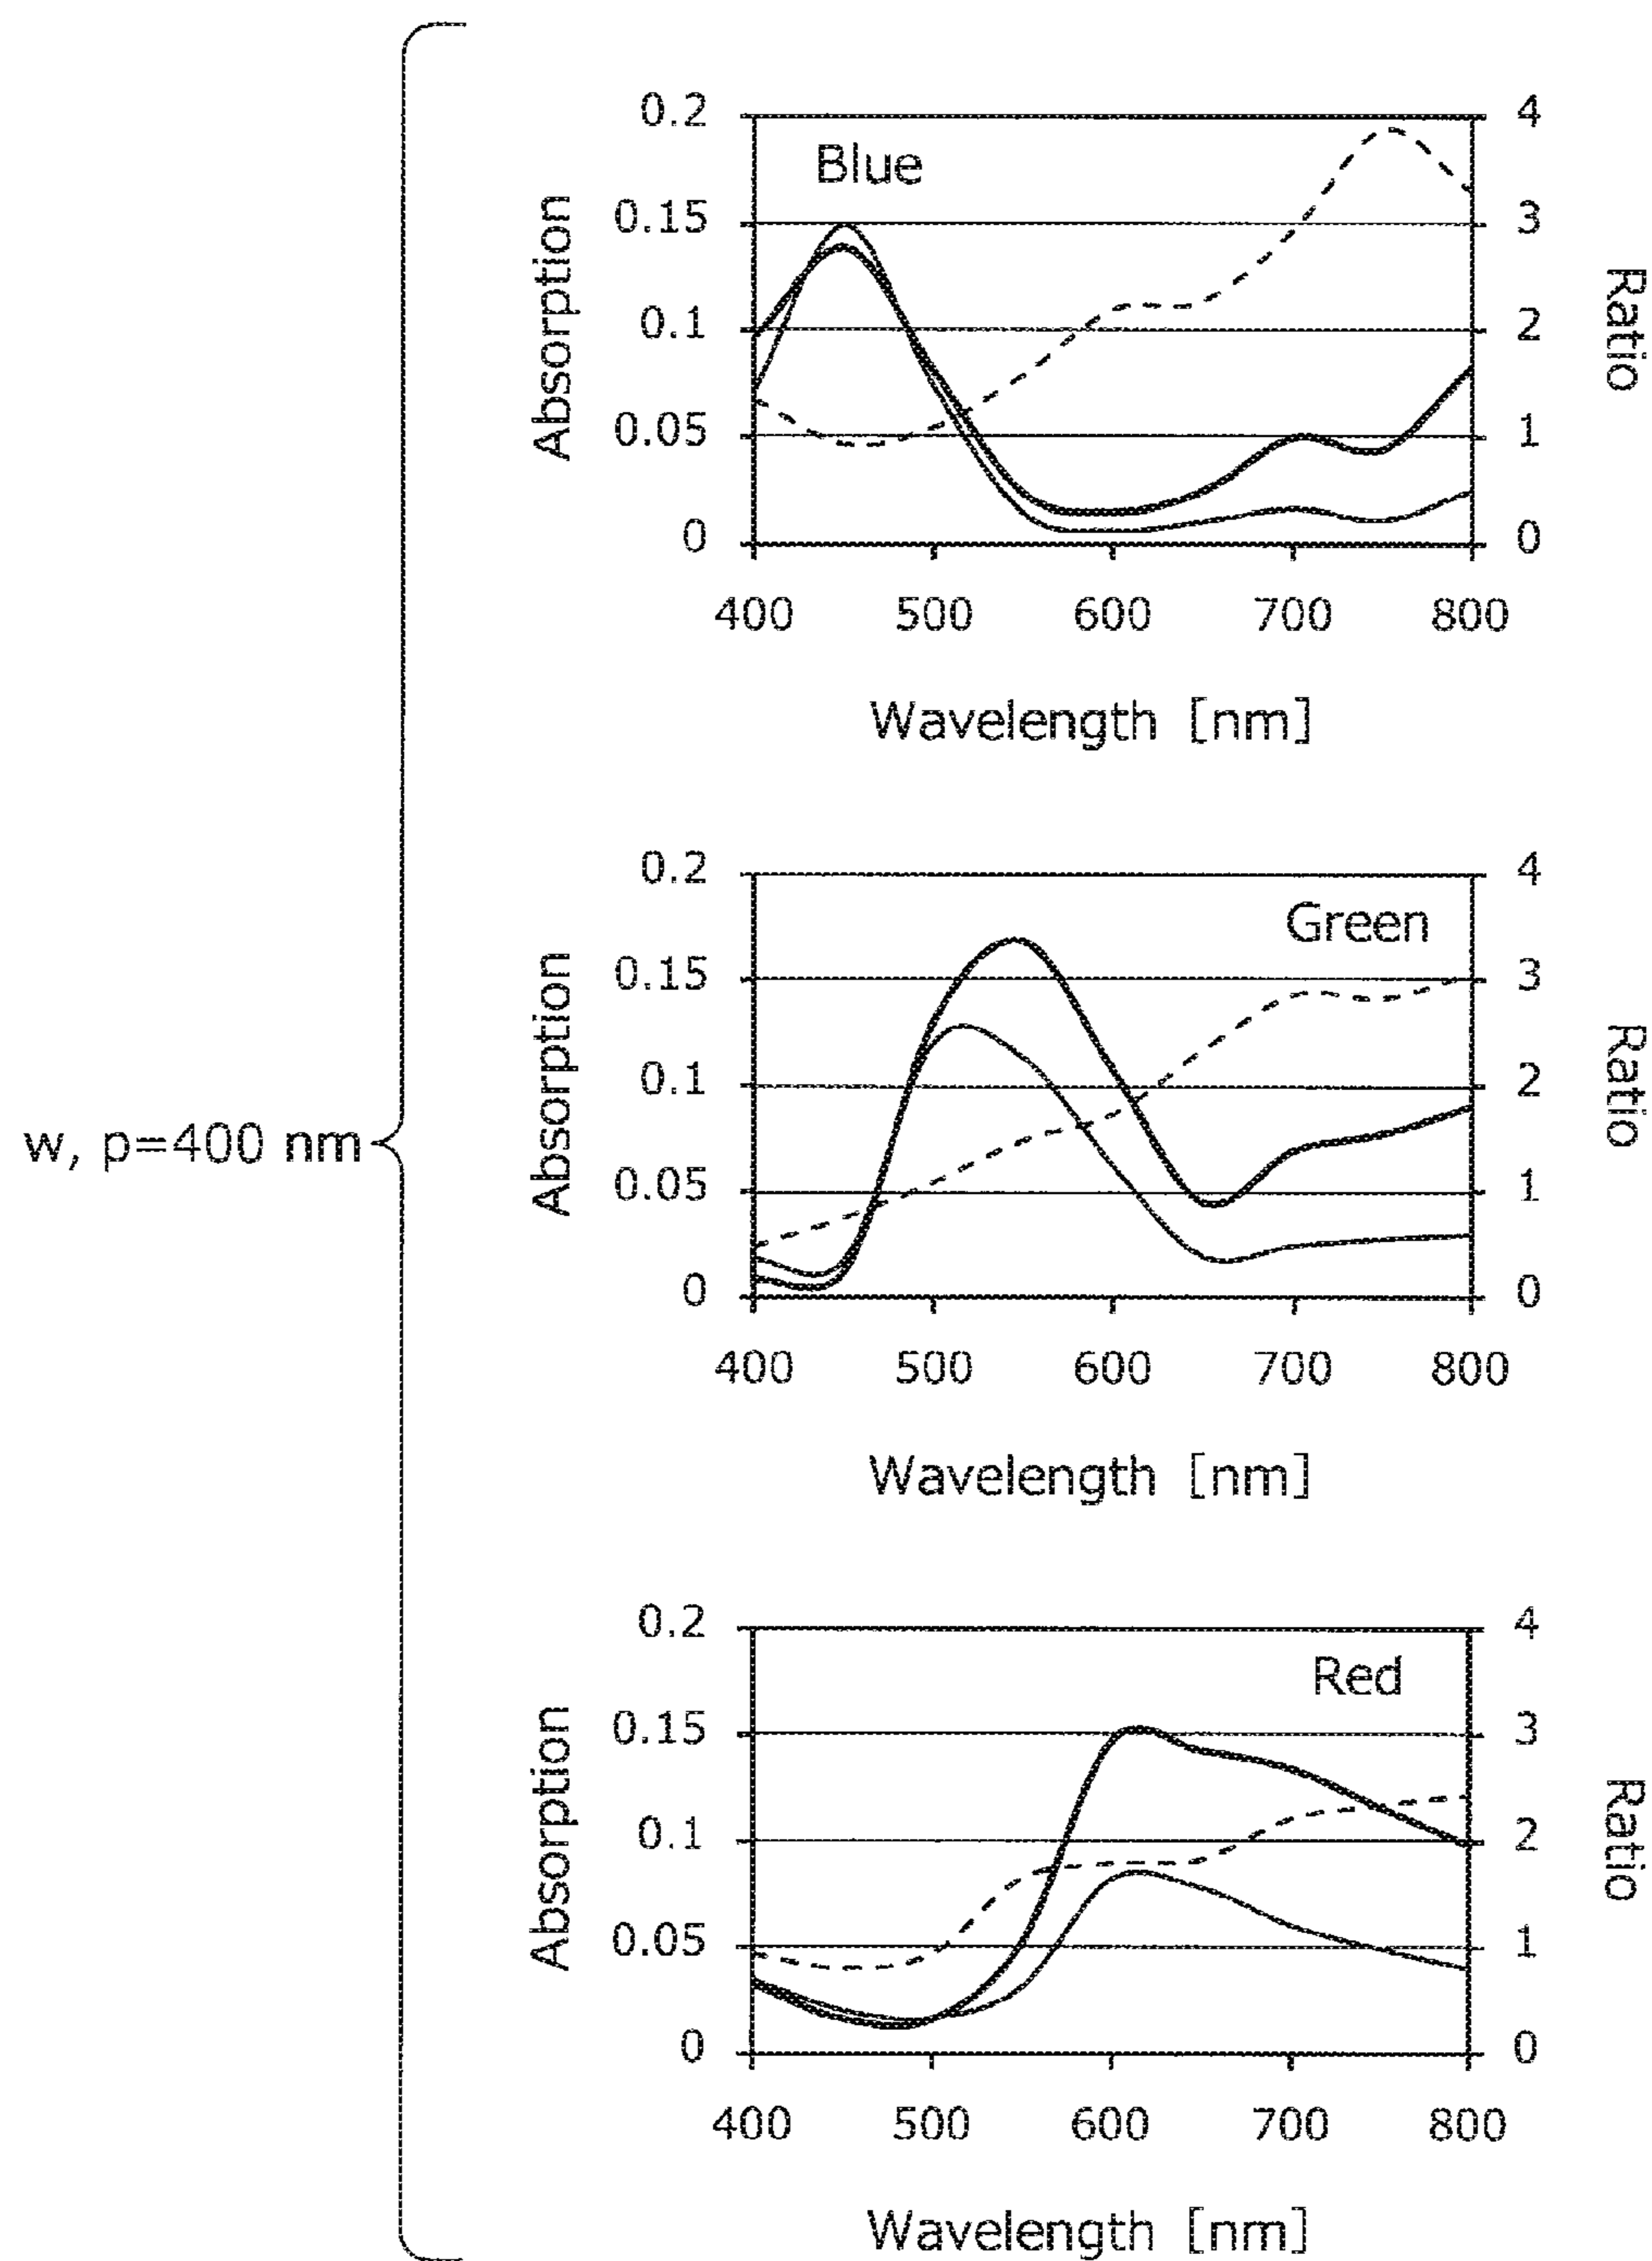 w, p=400 nm
Blue
Absorption
Ratio
0.2
0.15
0.1
0.05
0
4
3
2
1
0
400 500 600 700 800
Wavelength [nm]
Green
Absorption
Ratio
0.2
0.15
0.1
0.05
0
4
3
2
1
0
400 500 600 700 800
Wavelength [nm]
Red
Absorption
Ratio
0.2
0.15
0.1
0.05
0
4
3
2
1
0
400 500 600 700 800
Wavelength [nm]